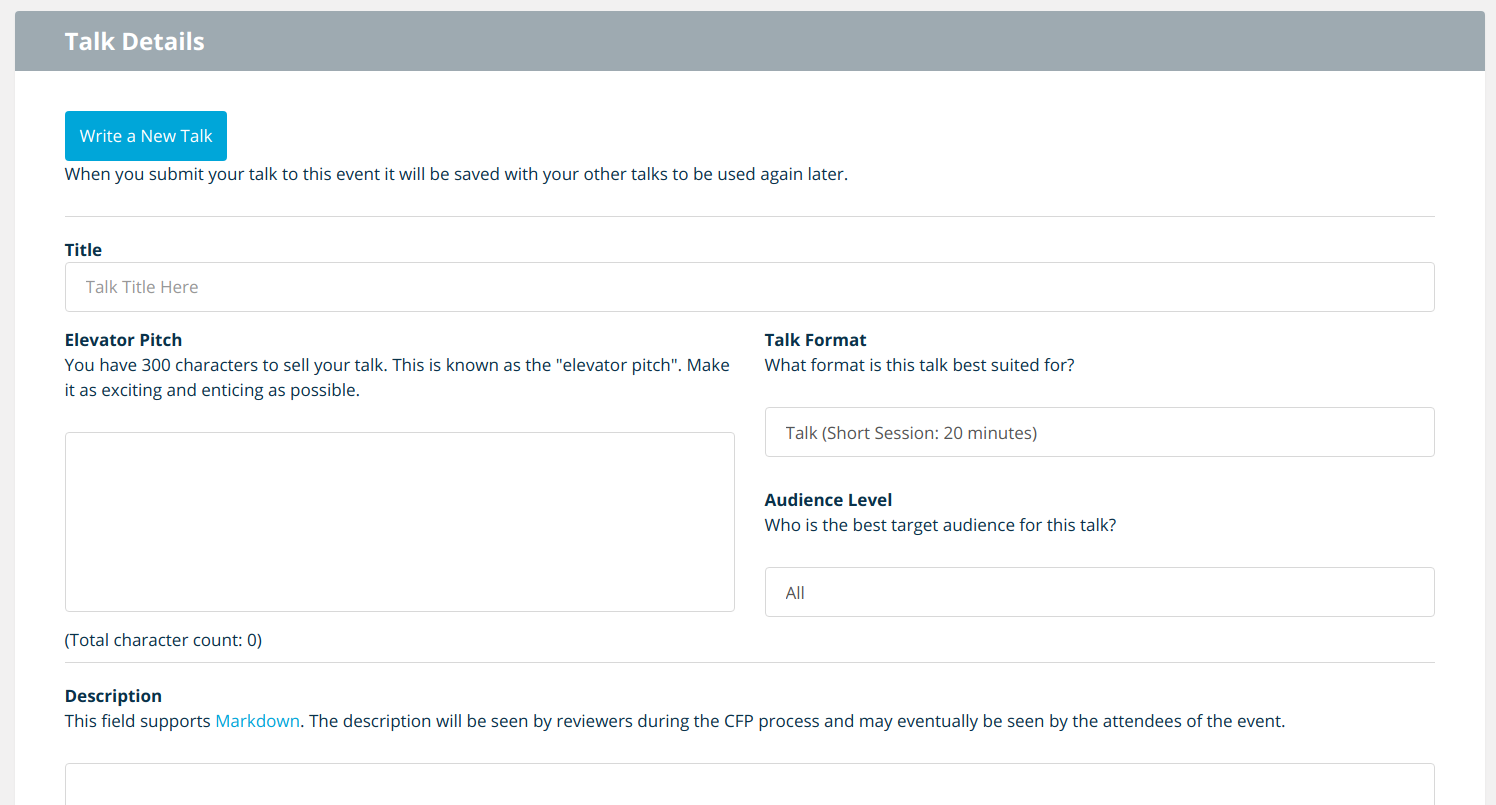 Talk Details
Write a New Talk
When you submit your talk to this event it will be saved with your other talks to be used again later.
Title
Talk Title Here
Elevator Pitch
You have 300 characters to sell your talk. This is known as the "elevator pitch". Make
it as exciting and enticing as possible.
(Total character count: 0)
Talk Format
What format is this talk best suited for?
Talk (Short Session: 20 minutes)
Audience Level
Who is the best target audience for this talk?
All
Description
This field supports Markdown. The description will be seen by reviewers during the CFP process and may eventually be seen by the attendees of the event.